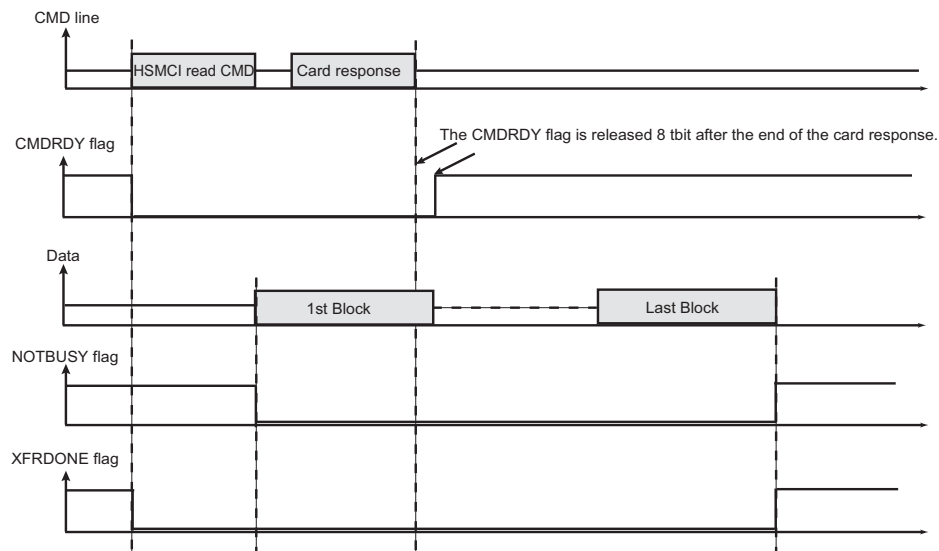 CMD line
HSMCI read CMD
Card response
CMDRDY flag
The CMDRDY flag is released 8 tbit after the end of the card response.
Data
1st Block
Last Block
NOTBUSY flag
XFRDONE flag